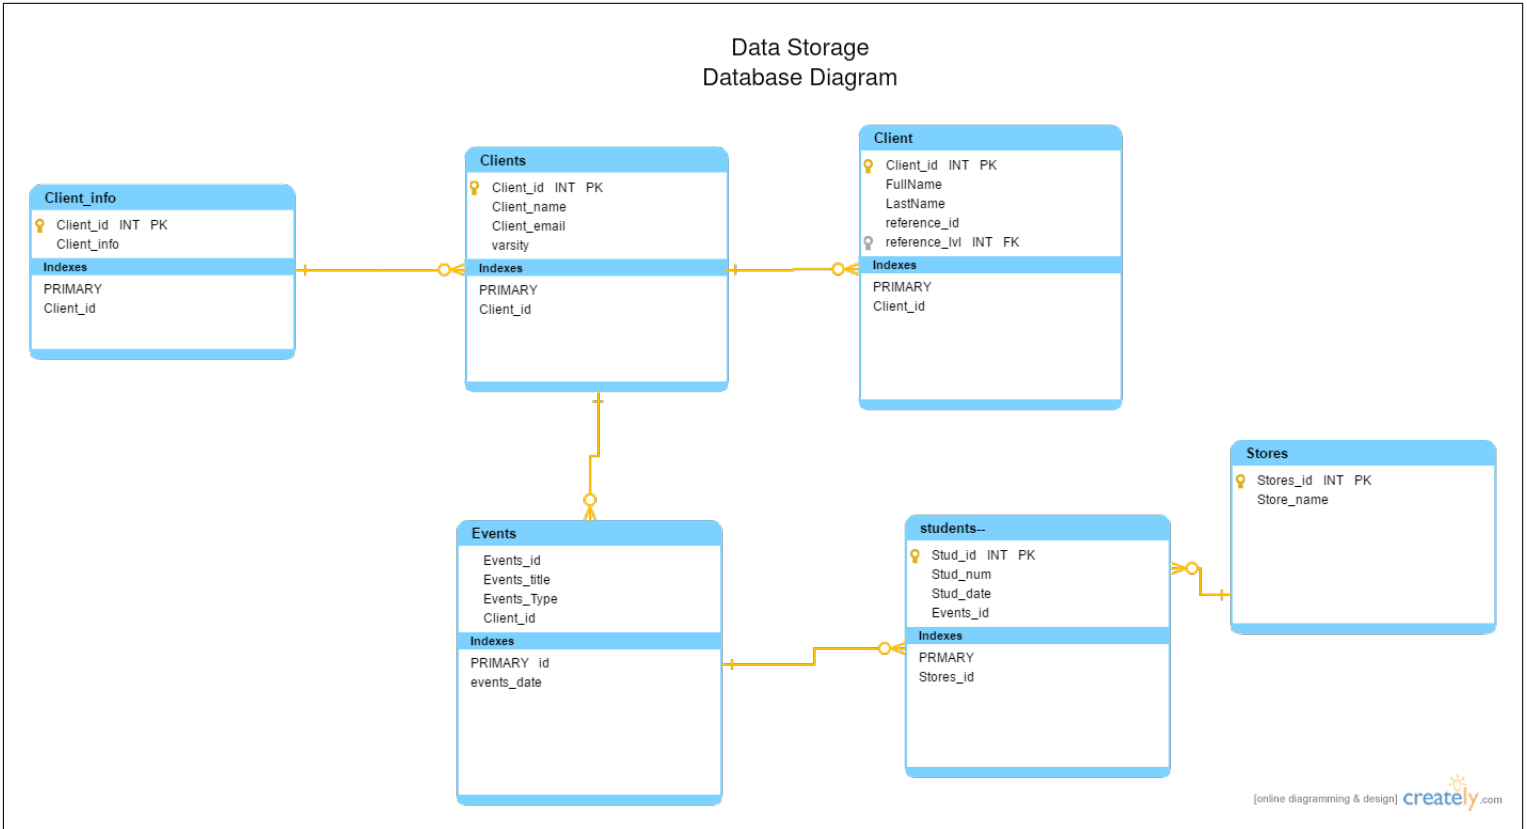 Data Storage
Database Diagram
Client_info
Client_id INT PK
Client_info
Indexes
PRIMARY
Client_id
Clients
Client_id INT PK
Client_name
Client_email
varsity
Indexes
PRIMARY
Client_id
Client
Client_id INT PK
FullName
LastName
reference_id
reference_lvl INT FK
Indexes
PRIMARY
Client_id
Events
Events_id
Events_title
Events_Type
Client_id
Indexes
PRIMARY id
events_date
students--
Stud_id INT PK
Stud_num
Stud_date
Events_id
Indexes
PRMARY
Stores_id
Stores
Stores_id INT PK
Store_name
[online diagramming & design] creately.com